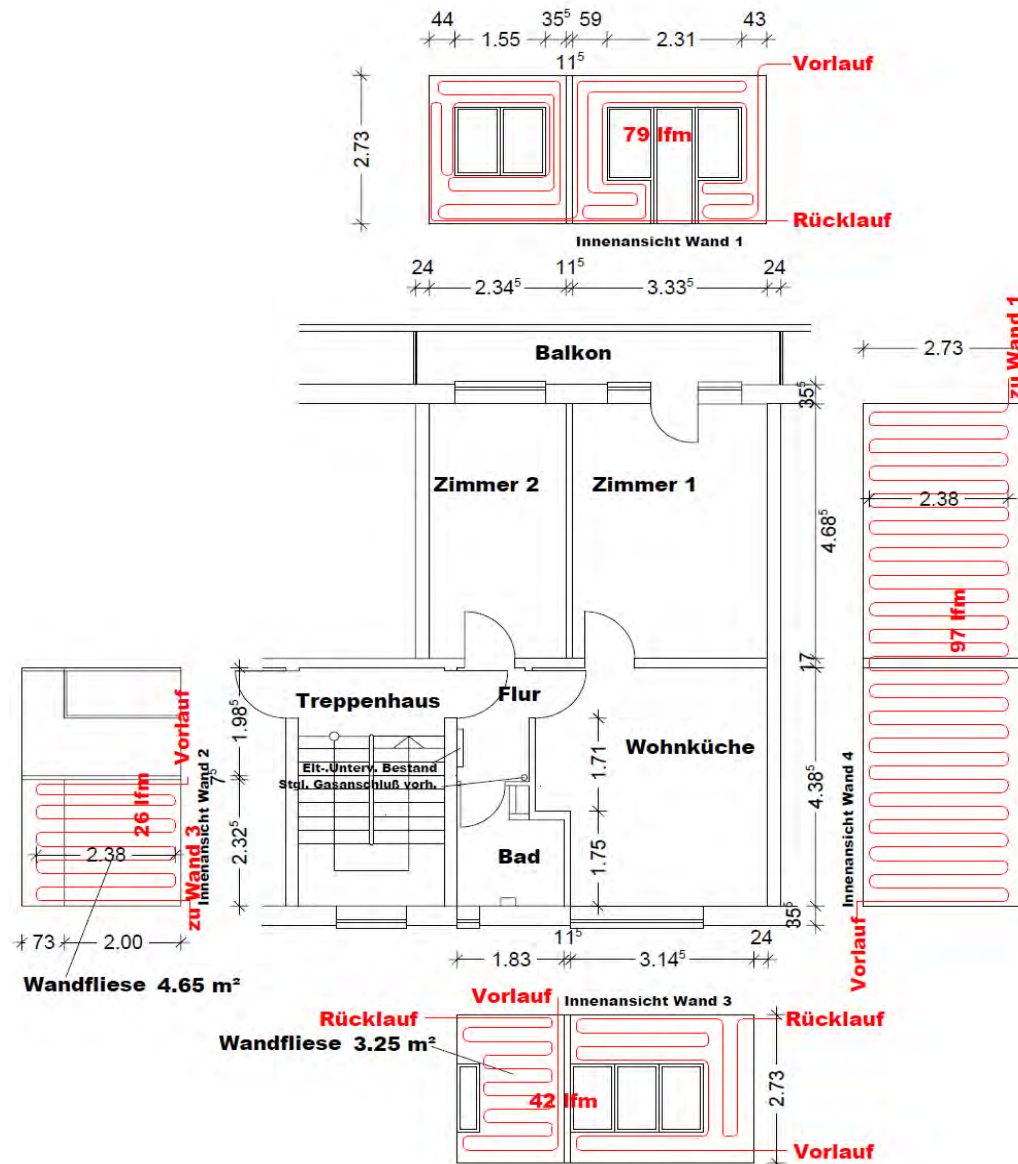 44 1.55 35⁵ 59 2.31 43
11⁵
Vorlauf
2.73
79 lfm
Rücklauf
Innenansicht Wand 1
24 11⁵ 24
2.34⁵ 3.33⁵
Balkon
2.73
zu Wand 1
35⁵
Zimmer 2 Zimmer 1
2.38
4.68⁵
97 lfm
17
Treppenhaus Flur
Wohnküche
Elt-.Unterv. Bestand
Stgl. Gasanschluß vorh.
1.71
4.38⁵
Bad
1.75
Innenansicht Wand 4
35⁵
Vorlauf
1.98⁵
7⁵
Innenansicht Wand 2
26 lfm
2.38
2.32⁵
zu Wand 3
73 2.00
Wandfliese 4.65 m²
Vorlauf
11⁵ 24
1.83 3.14⁵
Vorlauf Innenansicht Wand 3
Rücklauf Rücklauf
Wandfliese 3.25 m²
42 lfm
2.73
Vorlauf